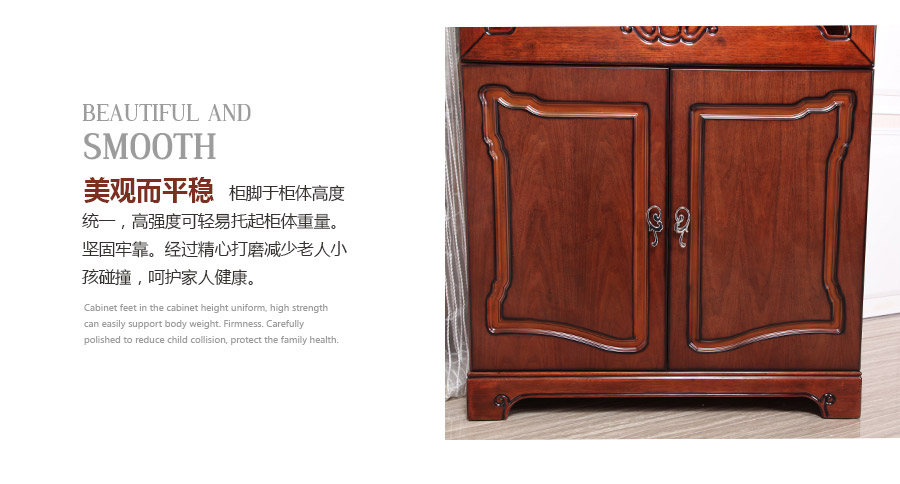 BEAUTIFUL AND
SMOOTH
美观而平稳 柜脚于柜体高度
统一，高强度可轻易托起柜体重量。
坚固牢靠。经过精心打磨减少老人小
孩碰撞，呵护家人健康。
Cabinet feet in the cabinet height uniform, high strength
can easily support body weight. Firmness. Carefully
polished to reduce child collision, protect the family health.